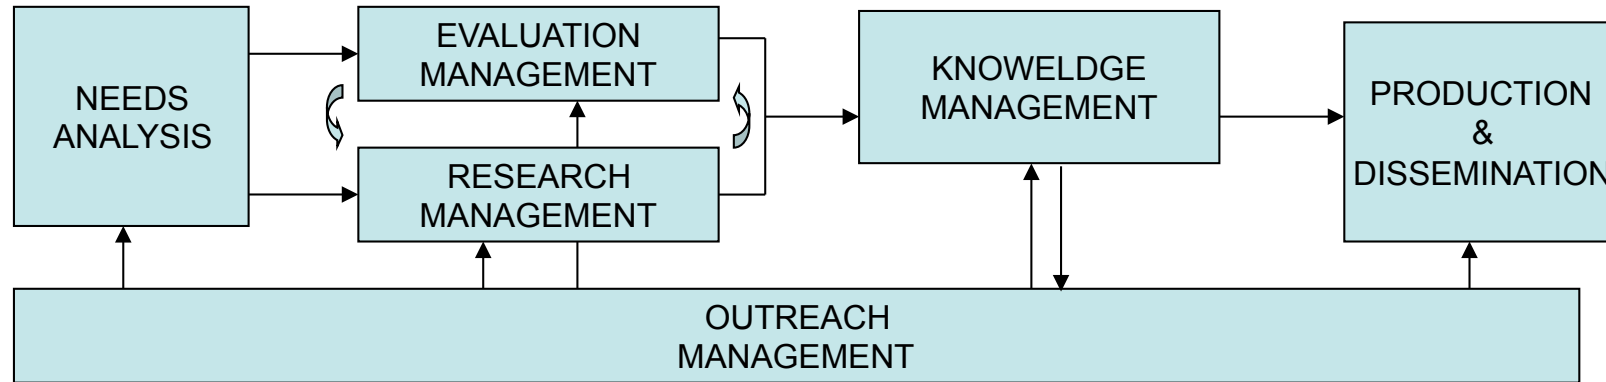 NEEDS
ANALYSIS
EVALUATION
MANAGEMENT
RESEARCH
MANAGEMENT
KNOWELDGE
MANAGEMENT
PRODUCTION
&
DISSEMINATION
OUTREACH
MANAGEMENT